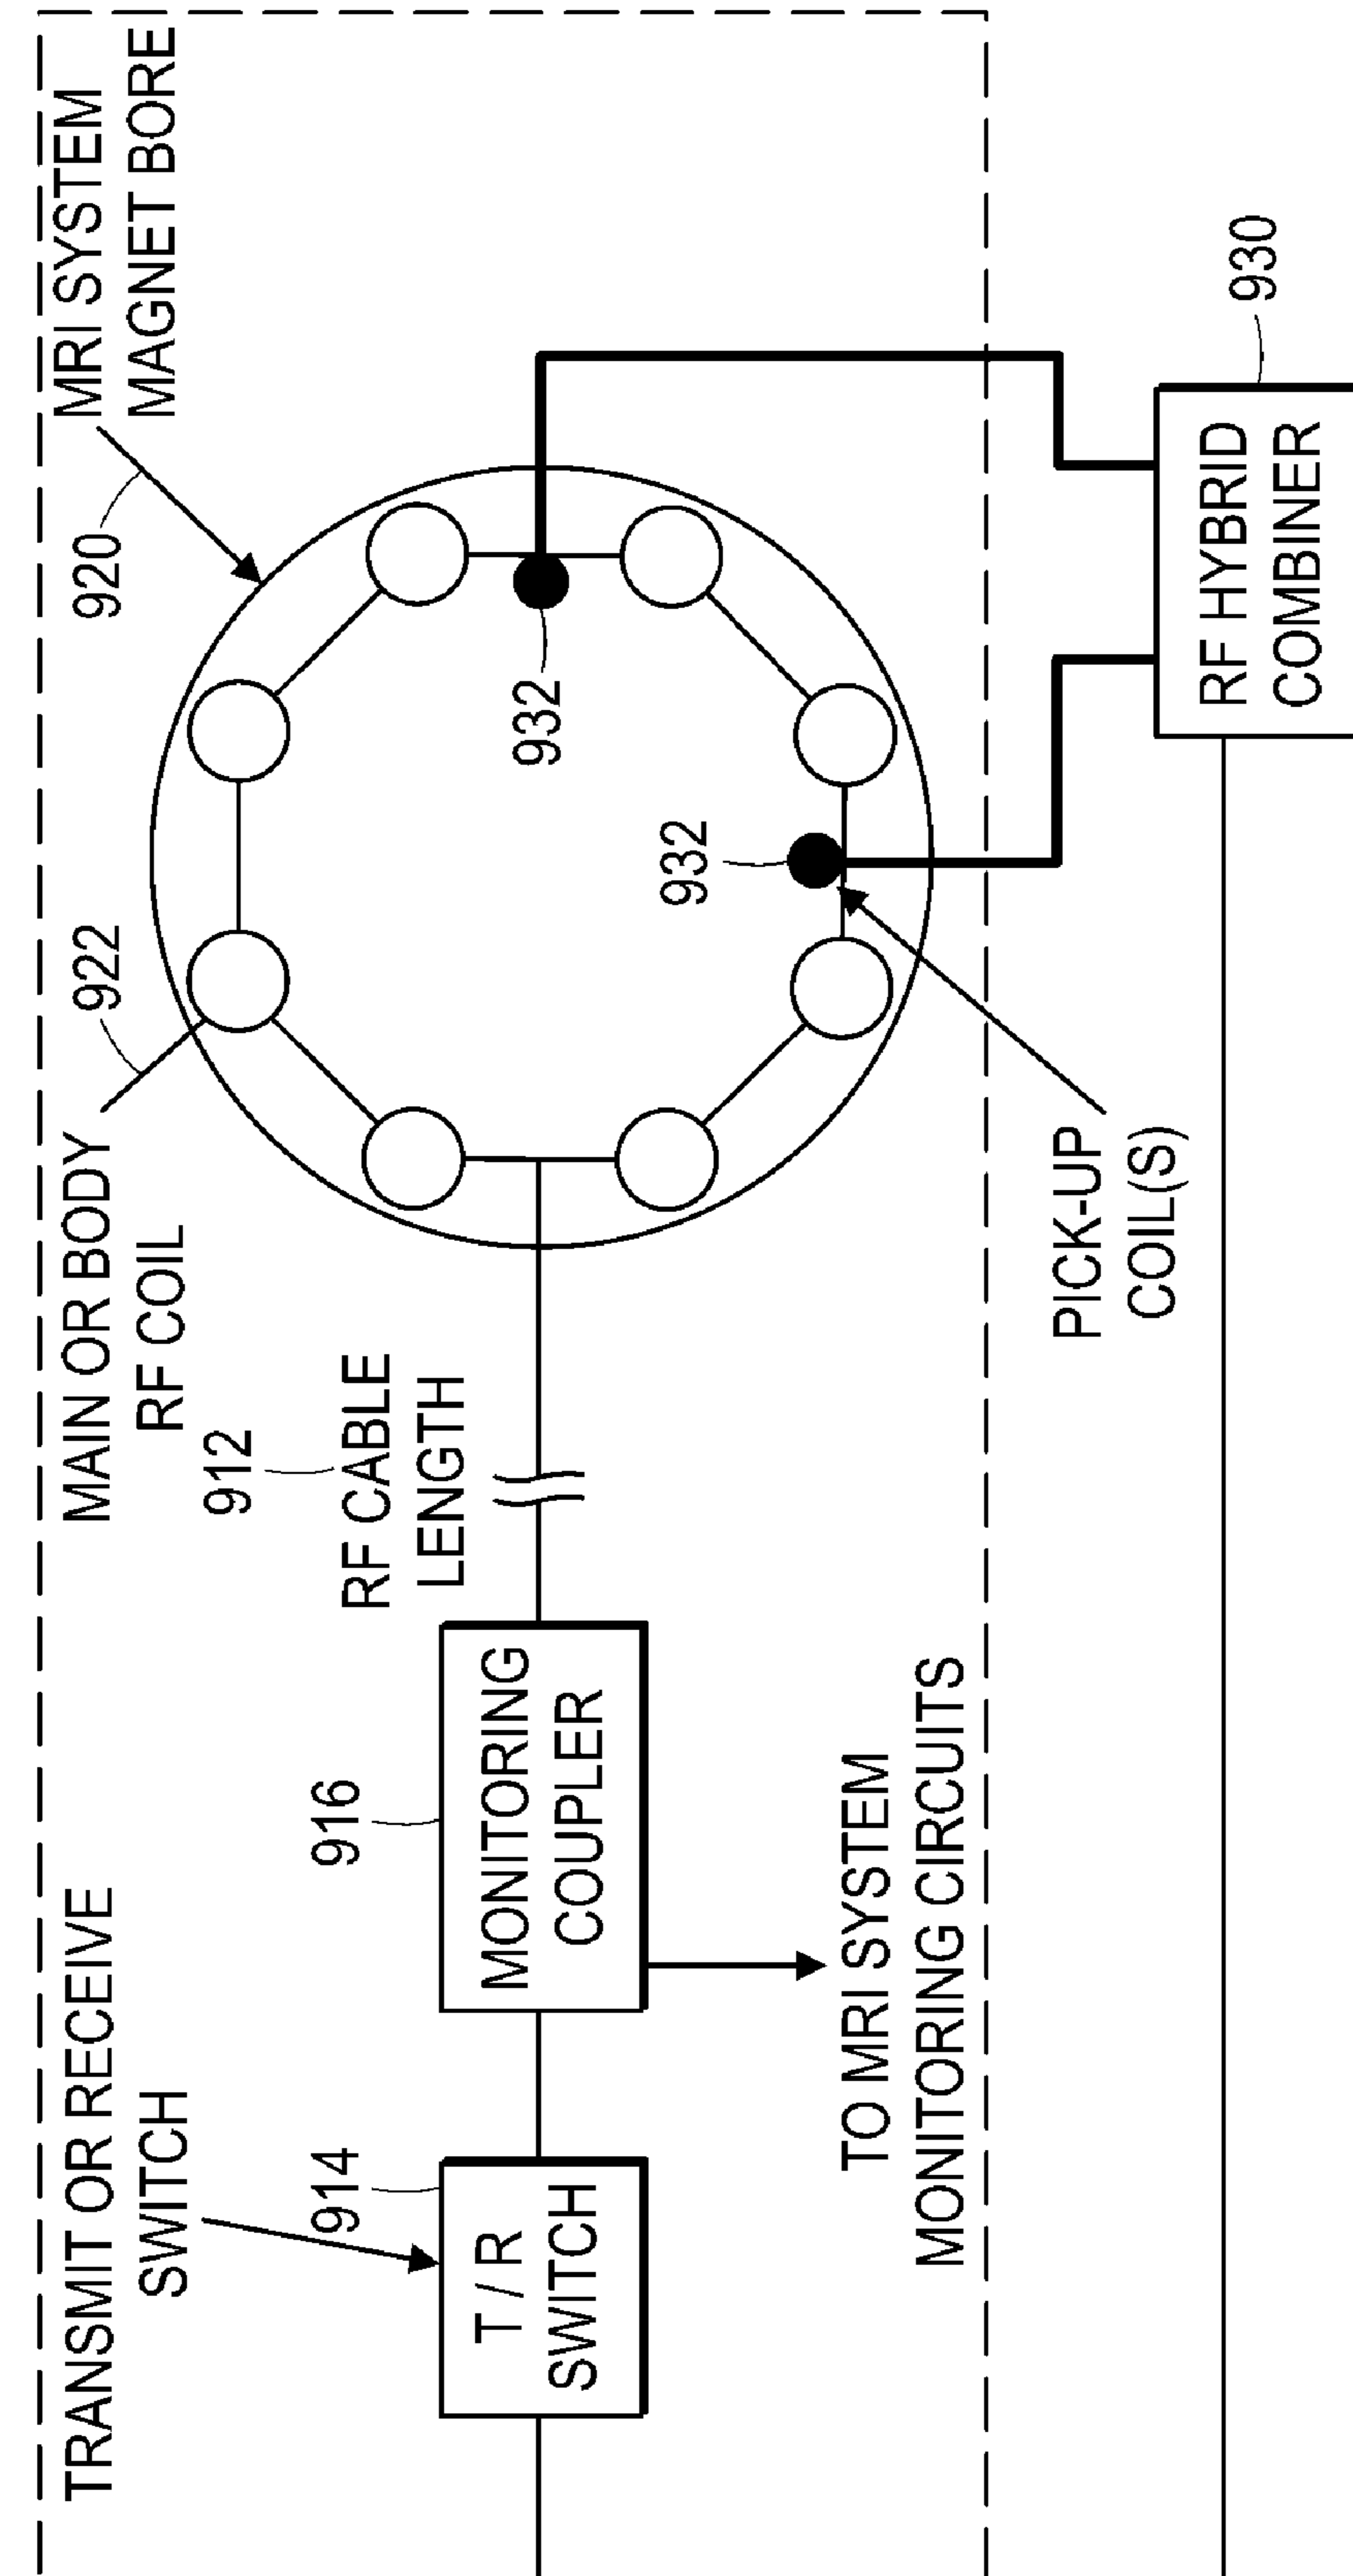 TRANSMIT OR RECEIVE
SWITCH
914
T / R
SWITCH
916
MONITORING
COUPLER
TO MRI SYSTEM
MONITORING CIRCUITS
MAIN OR BODY
RF COIL
912
RF CABLE
LENGTH
922
920
MRI SYSTEM
MAGNET BORE
932
932
PICK-UP
COIL(S)
930
RF HYBRID
COMBINER